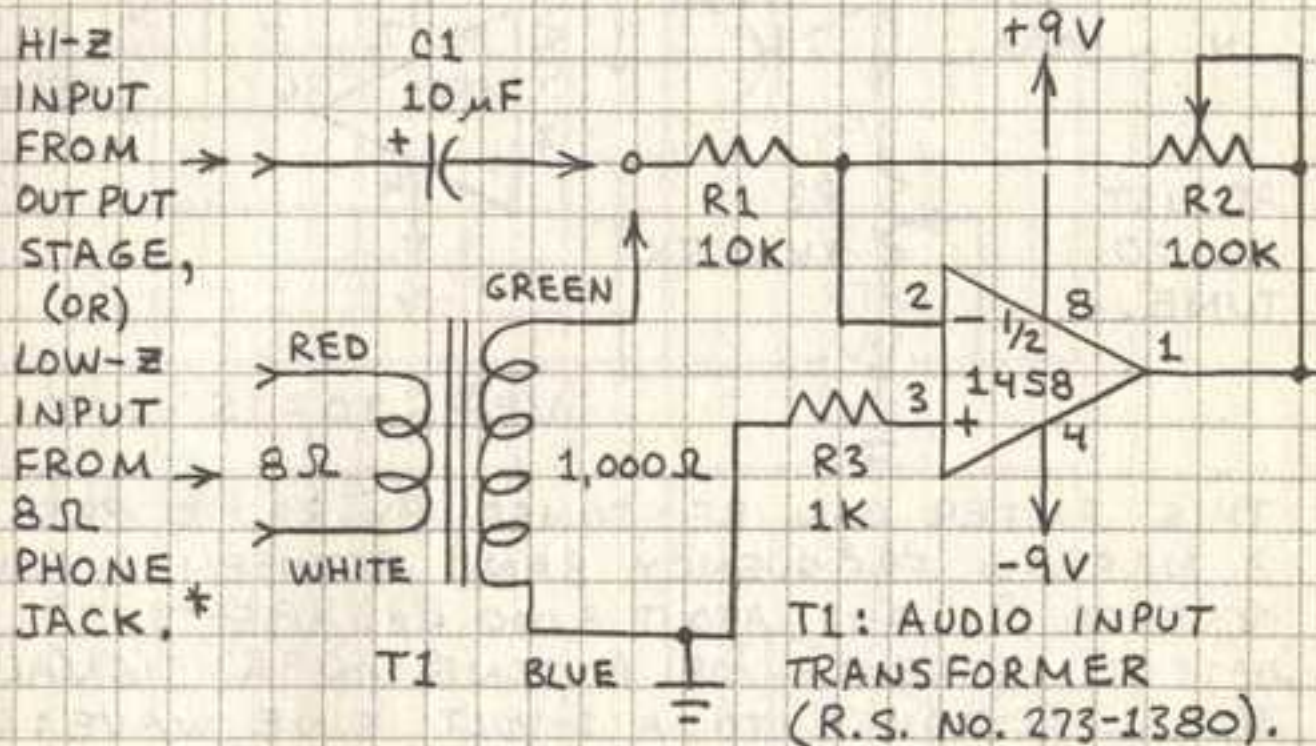 HI-Z
INPUT
FROM
OUTPUT
STAGE,
(OR)
LOW-Z
INPUT
FROM
8Ω
PHONE
JACK.*
C1
10 μF
+
R1
10K
+9V
R2
100K
GREEN
RED
8Ω
WHITE
1,000Ω
T1
BLUE
2
-
1/2
1458
8
1
3
+
4
R3
1K
-9V
T1: AUDIO INPUT
TRANSFORMER
(R.S. NO. 273-1380).